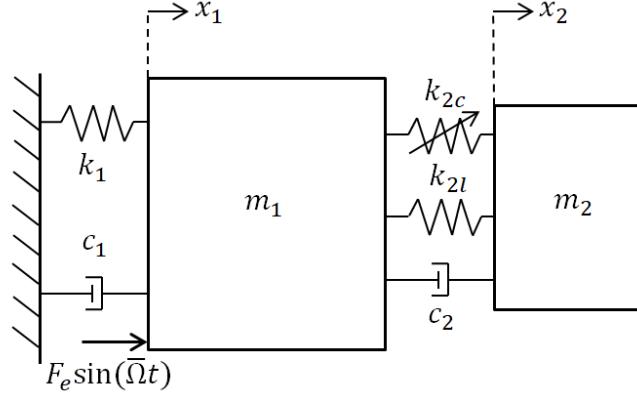 x₁
x₂
k₁
k₂c
k₂l
m₁
m₂
c₁
c₂
Fₑ sin(Ω̅t)